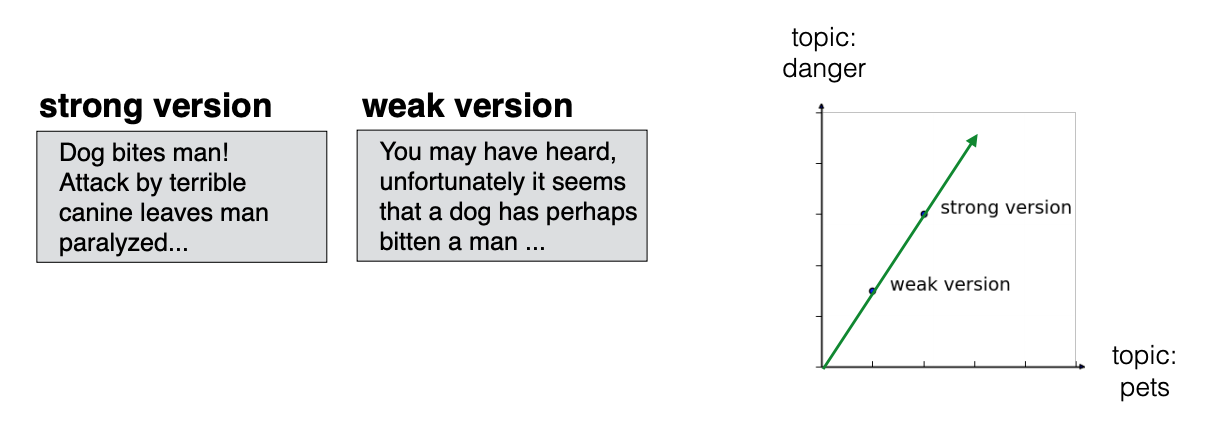 strong version
Dog bites man!
Attack by terrible
canine leaves man
paralyzed...
weak version
You may have heard,
unfortunately it seems
that a dog has perhaps
bitten a man ...
topic:
danger
strong version
weak version
topic:
pets